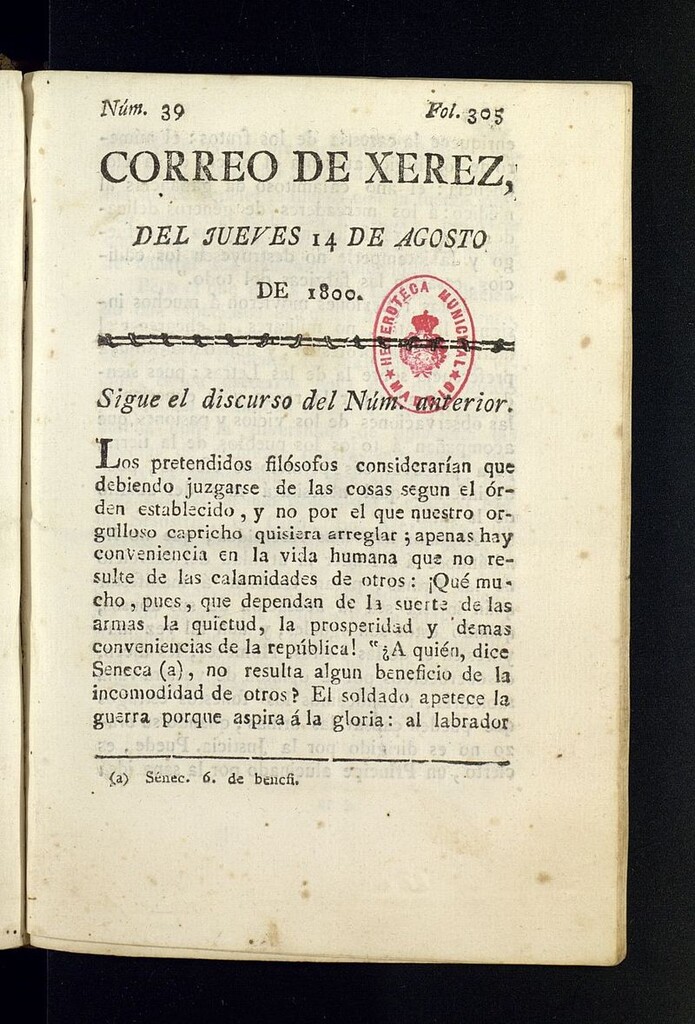 Núm. 39 Fol. 305
CORREO DE XEREZ,
DEL JUEVES 14 DE AGOSTO
DE 1800.
★ HEMEROTECA MUNICIPAL ★ MADRID
Sigue el discurso del Núm. anterior.
Los pretendidos filósofos considerarían que
debiendo juzgarse de las cosas segun el ór-
den establecido, y no por el que nuestro or-
gulloso capricho quisiera arreglar; apenas hay
conveniencia en la vida humana que no re-
sulte de las calamidades de otros: ¡Qué mu-
cho, pues, que dependan de la suerte de las
armas la quietud, la prosperidad y demas
conveniencias de la república! "¿A quién, dice
Seneca (a), no resulta algun beneficio de la
incomodidad de otros? El soldado apetece la
guerra porque aspira á la gloria: al labrador
(a) Sénec. 6. de benefi.